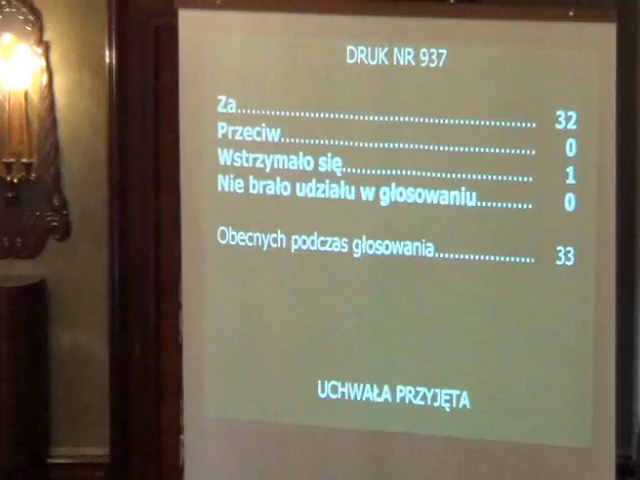 DRUK NR 937
Za............................................................ 32
Przeciw.................................................... 0
Wstrzymało się....................................... 1
Nie brało udziału w głosowaniu.......... 0
Obecnych podczas głosowania................... 33
UCHWAŁA PRZYJĘTA